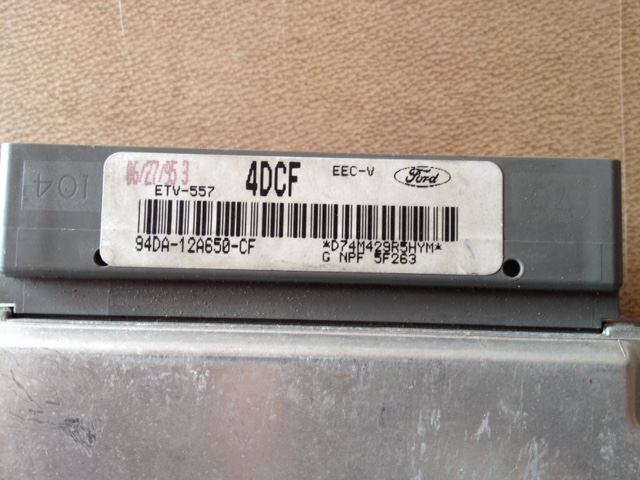 06/27/95 3
4DCF EEC-V Ford
ETV-557
94DA-12A650-CF *D74M429R5HYM*
G NPF 5F263
104